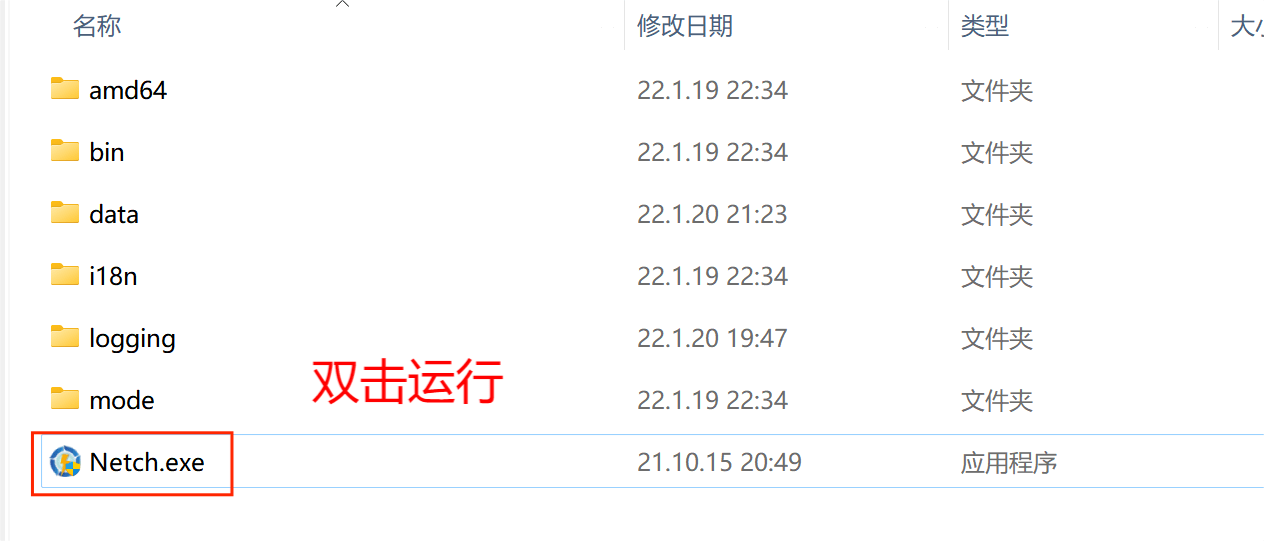 名称 修改日期 类型 大小
amd64 22.1.19 22:34 文件夹
bin 22.1.19 22:34 文件夹
data 22.1.20 21:23 文件夹
i18n 22.1.19 22:34 文件夹
logging 22.1.20 19:47 文件夹
双击运行
mode 22.1.19 22:34 文件夹
Netch.exe 21.10.15 20:49 应用程序